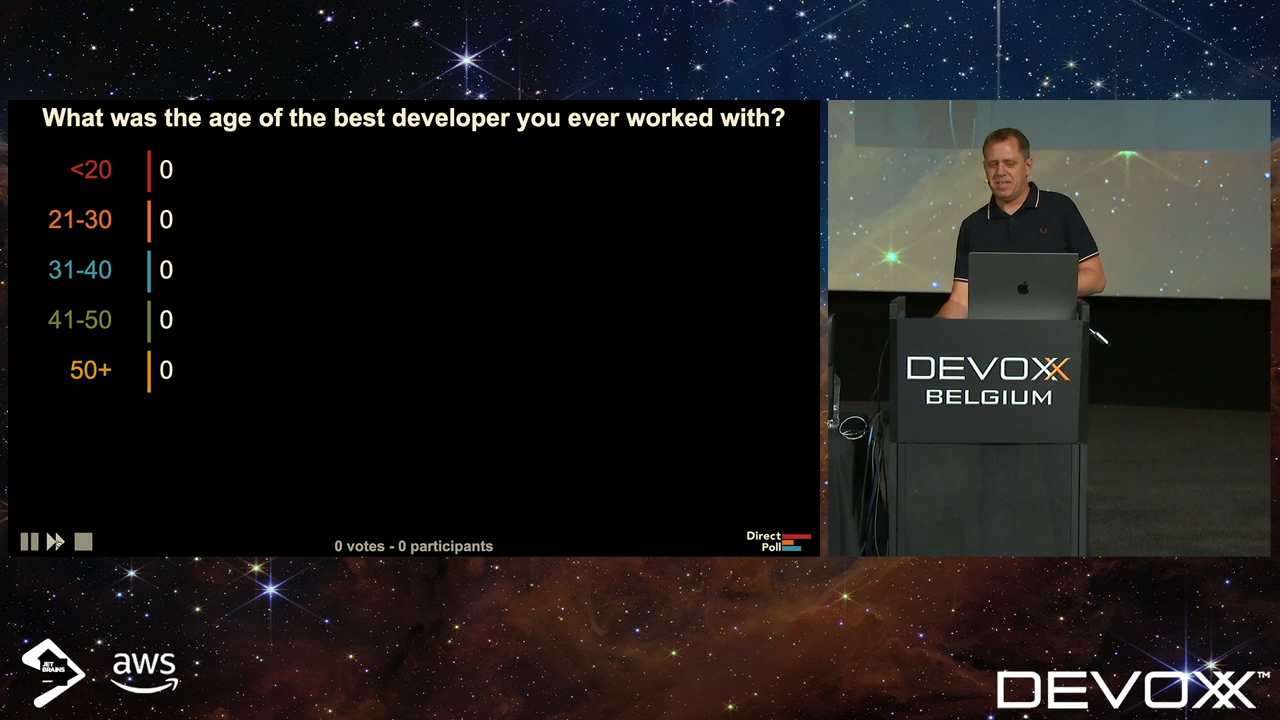 What was the age of the best developer you ever worked with?
<20 0
21-30 0
31-40 0
41-50 0
50+ 0
0 votes - 0 participants
Direct
Poll
DEVOXX
BELGIUM
JET
BRAINS
aws
DEVOXX™